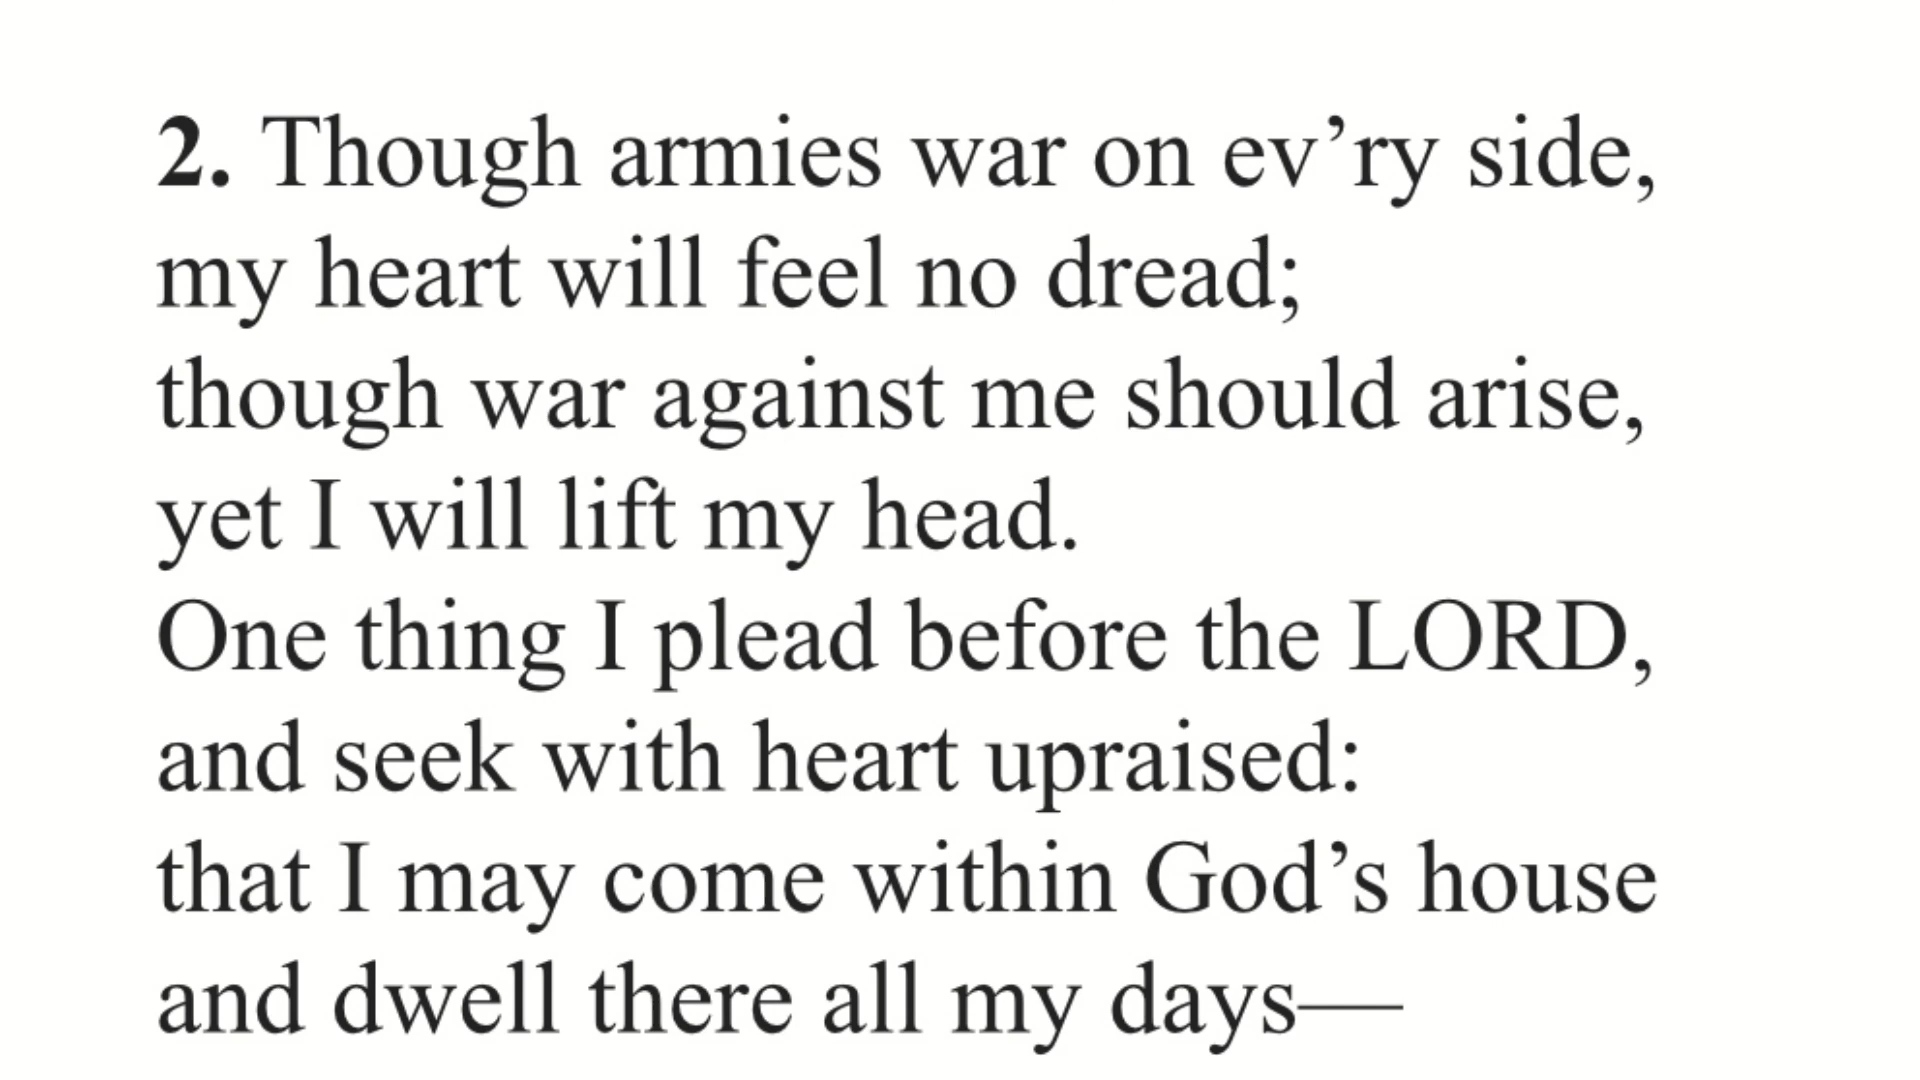 2. Though armies war on ev’ry side,
my heart will feel no dread;
though war against me should arise,
yet I will lift my head.
One thing I plead before the LORD,
and seek with heart upraised:
that I may come within God’s house
and dwell there all my days—